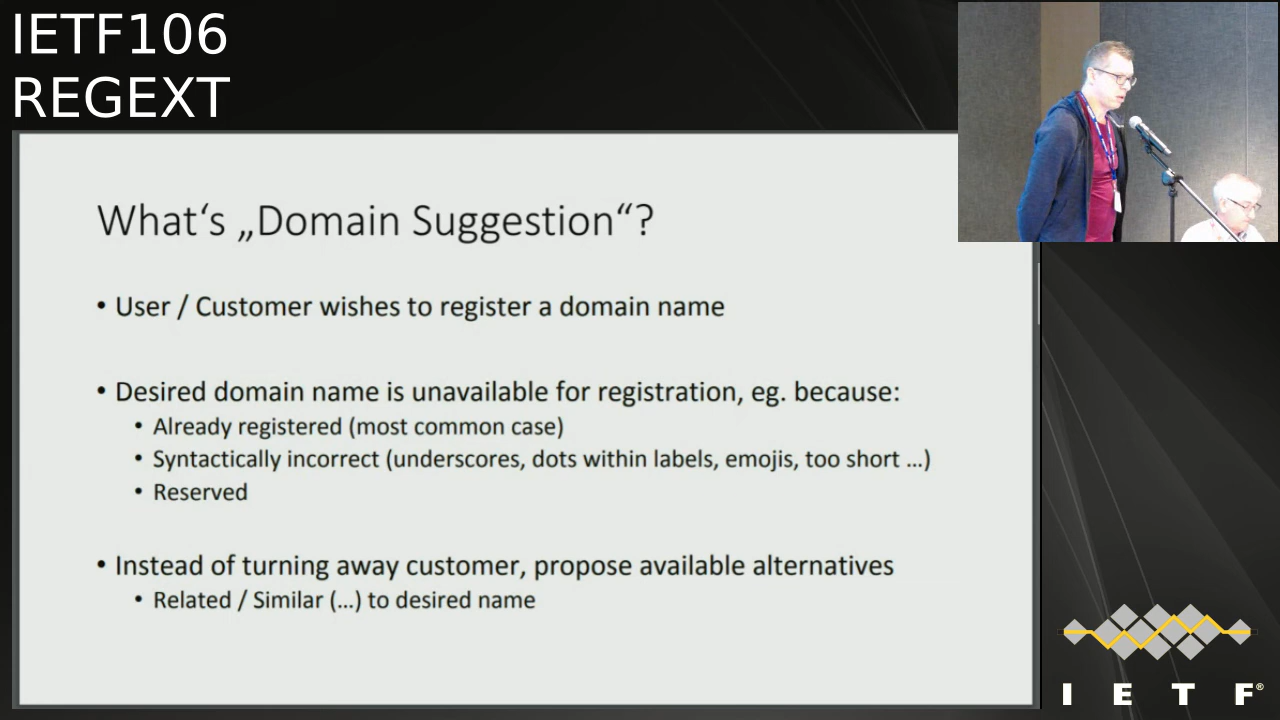 IETF106
REGEXT
What‘s „Domain Suggestion“?
• User / Customer wishes to register a domain name
• Desired domain name is unavailable for registration, eg. because:
• Already registered (most common case)
• Syntactically incorrect (underscores, dots within labels, emojis, too short ...)
• Reserved
• Instead of turning away customer, propose available alternatives
• Related / Similar (...) to desired name
I E T F®